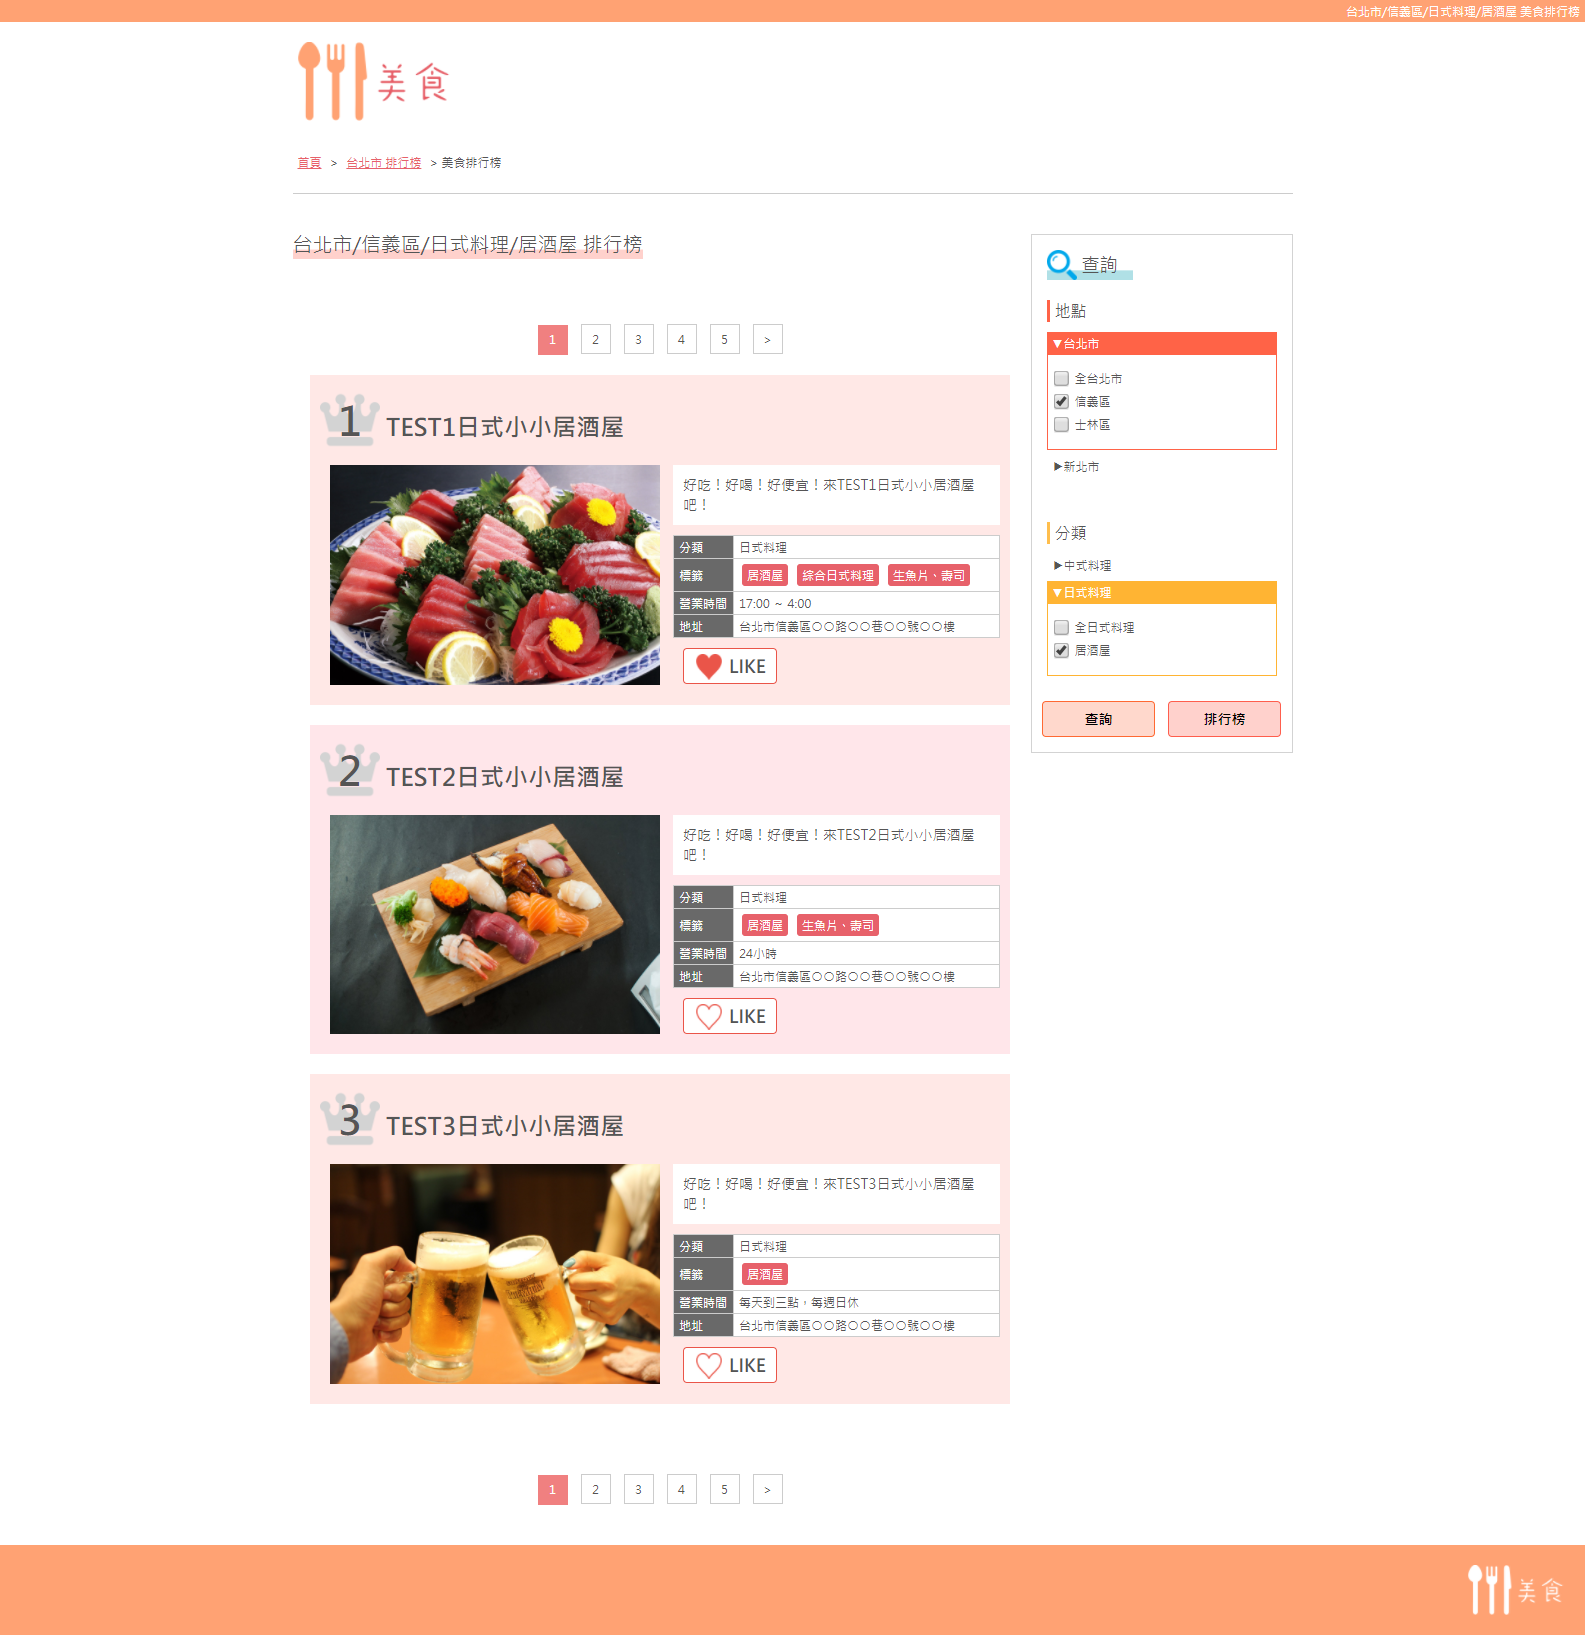 台北市/信義區/日式料理/居酒屋 美食排行榜
美食
首頁 > 台北市 排行榜 > 美食排行榜
台北市/信義區/日式料理/居酒屋 排行榜
1 2 3 4 5 >
1 TEST1日式小小居酒屋
好吃！好喝！好便宜！來TEST1日式小小居酒屋
吧！
分類 日式料理
標籤 居酒屋 綜合日式料理 生魚片、壽司
營業時間 17:00 ~ 4:00
地址 台北市信義區〇〇路〇〇巷〇〇號〇〇樓
LIKE
2 TEST2日式小小居酒屋
好吃！好喝！好便宜！來TEST2日式小小居酒屋
吧！
分類 日式料理
標籤 居酒屋 生魚片、壽司
營業時間 24小時
地址 台北市信義區〇〇路〇〇巷〇〇號〇〇樓
LIKE
3 TEST3日式小小居酒屋
好吃！好喝！好便宜！來TEST3日式小小居酒屋
吧！
分類 日式料理
標籤 居酒屋
營業時間 每天到三點，每週日休
地址 台北市信義區〇〇路〇〇巷〇〇號〇〇樓
LIKE
1 2 3 4 5 >
查詢
地點
▼台北市
全台北市
信義區
士林區
▶新北市
分類
▶中式料理
▼日式料理
全日式料理
居酒屋
查詢 排行榜
美食